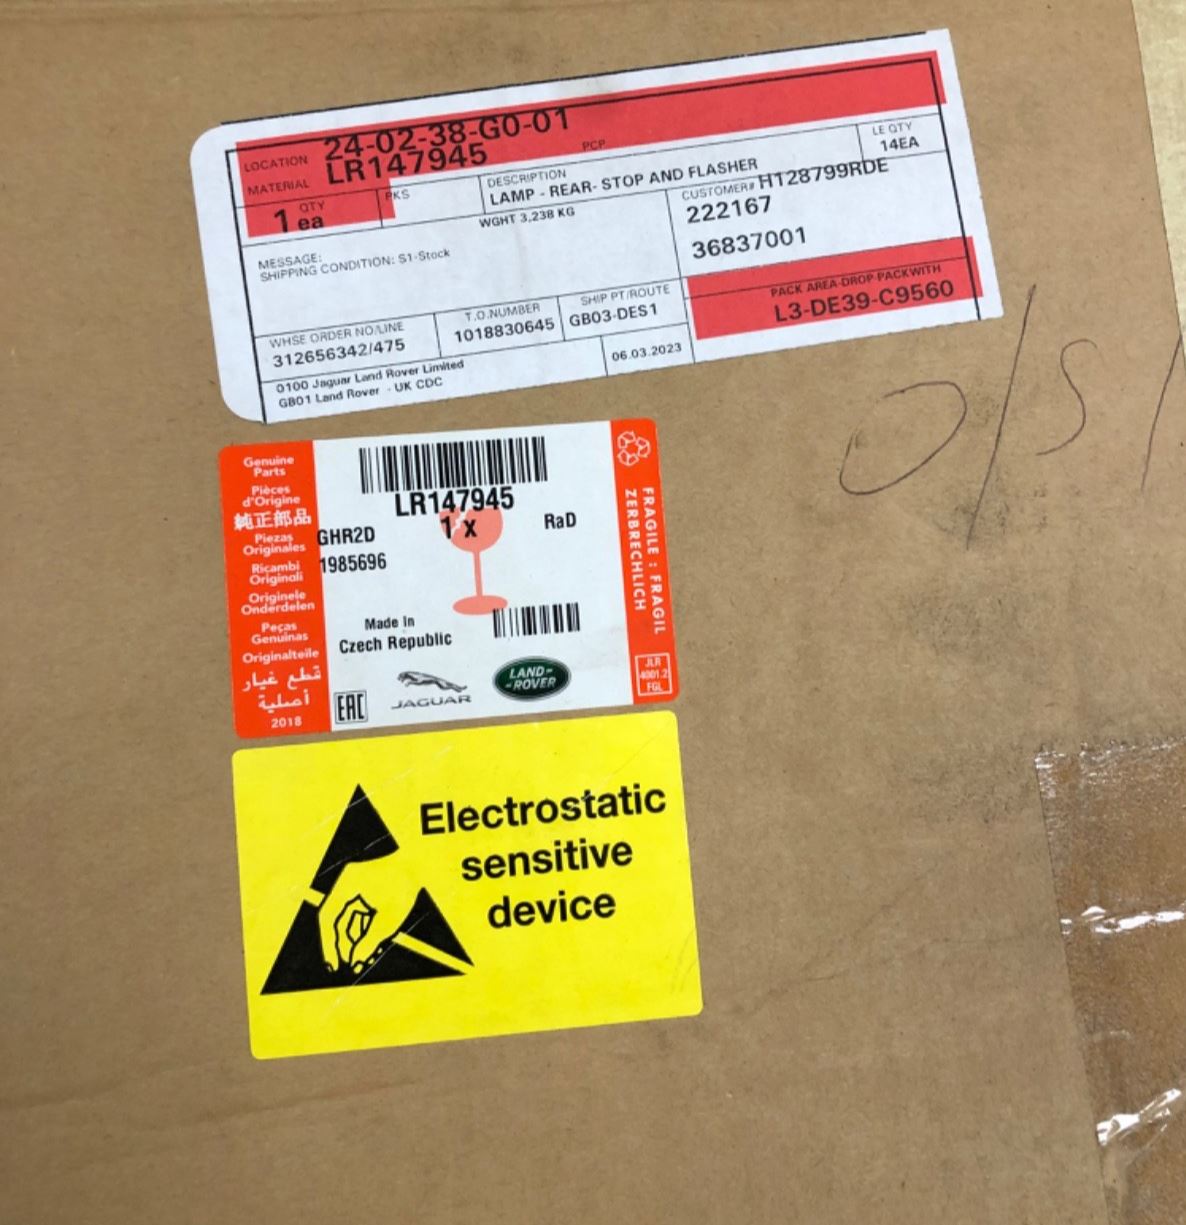 LOCATION 24-02-38-G0-01
MATERIAL LR147945 PCP
QTY
1 ea
PKS
DESCRIPTION
LAMP - REAR- STOP AND FLASHER
LE QTY
14EA
WGHT 3,238 KG
CUSTOMER# H128799RDE
222167
36837001
MESSAGE:
SHIPPING CONDITION: S1-Stock
WHSE ORDER NO/LINE
312656342/475
T.O.NUMBER
1018830645
SHIP PT/ROUTE
GB03-DES1
PACK AREA-DROP-PACKWITH
L3-DE39-C9560
0100 Jaguar Land Rover Limited
GB01 Land Rover - UK CDC
06.03.2023
O/S/
Genuine
Parts
Pièces
d'Origine
純正部品
Piezas
Originales
Ricambi
Originali
Originele
Onderdelen
Peças
Genuínas
Originalteile
قطع غيار
أصلية
2018
LR147945
1 x
GHR2D
RaD
1985696
Made In
Czech Republic
EAC
JAGUAR
LAND-
-ROVER
FRAGILE : FRAGIL
ZERBRECHLICH
JLR
4001.2
FGL
Electrostatic
sensitive
device